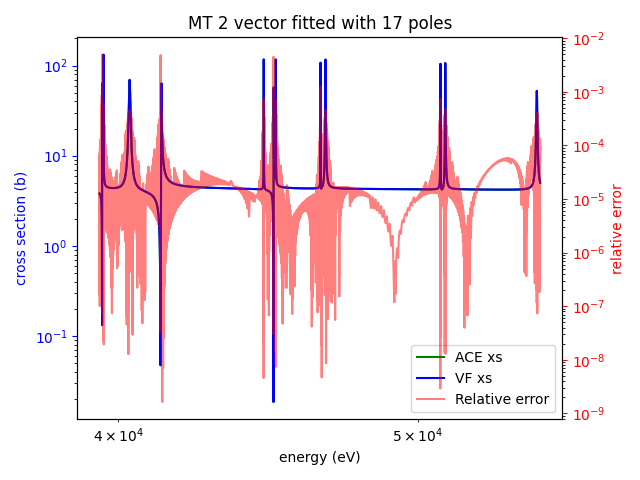 MT 2 vector fitted with 17 poles
10²
10¹
10⁰
10⁻¹
cross section (b)
10⁻²
10⁻³
10⁻⁴
10⁻⁵
10⁻⁶
10⁻⁷
10⁻⁸
10⁻⁹
relative error
ACE xs
VF xs
Relative error
4 × 10⁴
5 × 10⁴
energy (eV)